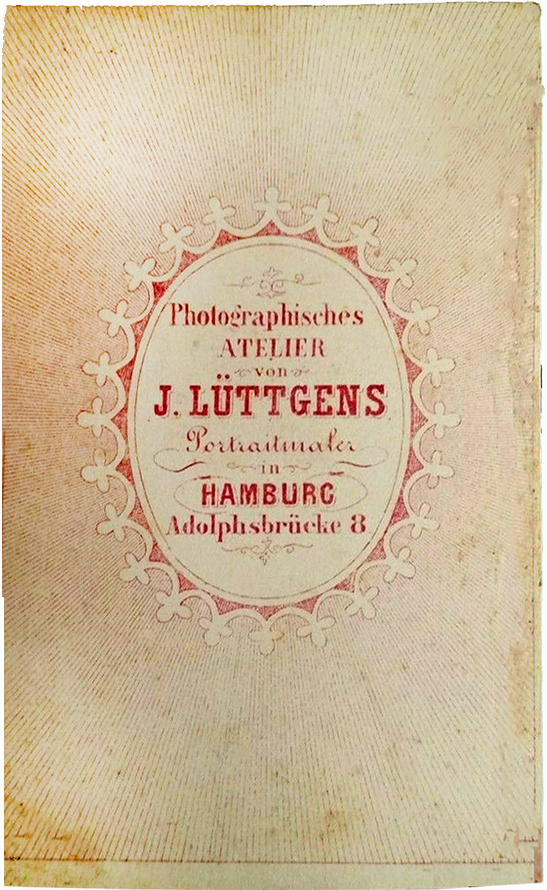 Photographisches
ATELIER
von
J. LÜTTGENS
Portraitmaler
in
HAMBURG
Adolphsbrücke 8